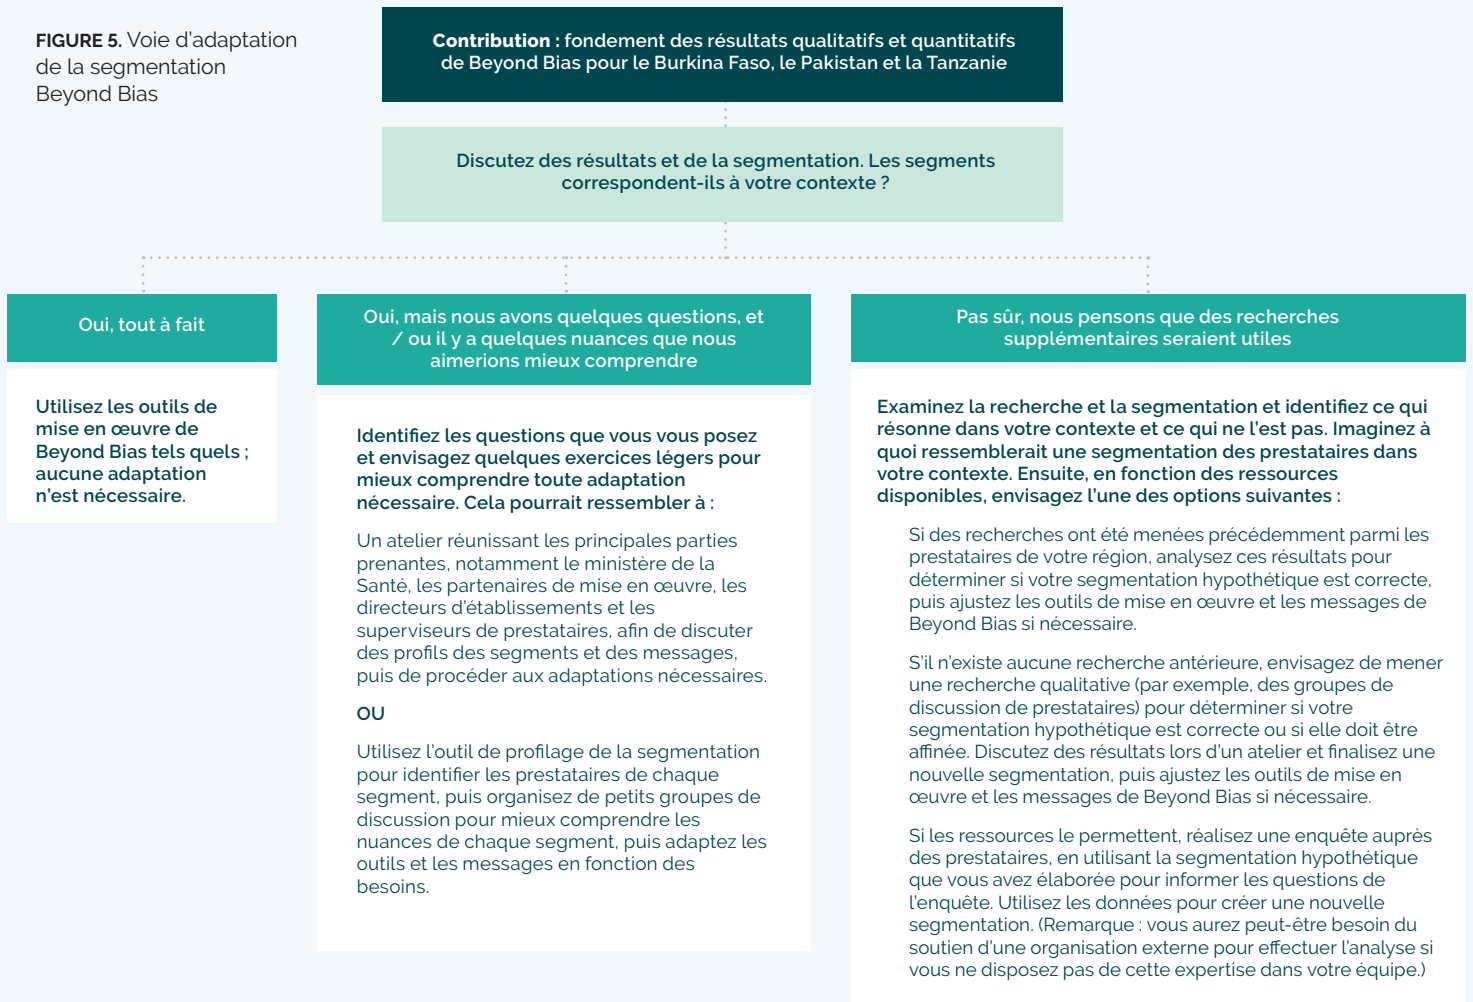 FIGURE 5. Voie d'adaptation
de la segmentation
Beyond Bias
Contribution : fondement des résultats qualitatifs et quantitatifs
de Beyond Bias pour le Burkina Faso, le Pakistan et la Tanzanie
Discutez des résultats et de la segmentation. Les segments
correspondent-ils à votre contexte ?
Oui, tout à fait
Utilisez les outils de
mise en œuvre de
Beyond Bias tels quels ;
aucune adaptation
n'est nécessaire.
Oui, mais nous avons quelques questions, et
/ ou il y a quelques nuances que nous
aimerions mieux comprendre
Identifiez les questions que vous vous posez
et envisagez quelques exercices légers pour
mieux comprendre toute adaptation
nécessaire. Cela pourrait ressembler à :
Un atelier réunissant les principales parties
prenantes, notamment le ministère de la
Santé, les partenaires de mise en œuvre, les
directeurs d'établissements et les
superviseurs de prestataires, afin de discuter
des profils des segments et des messages,
puis de procéder aux adaptations nécessaires.
OU
Utilisez l'outil de profilage de la segmentation
pour identifier les prestataires de chaque
segment, puis organisez de petits groupes de
discussion pour mieux comprendre les
nuances de chaque segment, puis adaptez les
outils et les messages en fonction des
besoins.
Pas sûr, nous pensons que des recherches
supplémentaires seraient utiles
Examinez la recherche et la segmentation et identifiez ce qui
résonne dans votre contexte et ce qui ne l'est pas. Imaginez à
quoi ressemblerait une segmentation des prestataires dans
votre contexte. Ensuite, en fonction des ressources
disponibles, envisagez l'une des options suivantes :
Si des recherches ont été menées précédemment parmi les
prestataires de votre région, analysez ces résultats pour
déterminer si votre segmentation hypothétique est correcte,
puis ajustez les outils de mise en œuvre et les messages de
Beyond Bias si nécessaire.
S'il n'existe aucune recherche antérieure, envisagez de mener
une recherche qualitative (par exemple, des groupes de
discussion de prestataires) pour déterminer si votre
segmentation hypothétique est correcte ou si elle doit être
affinée. Discutez des résultats lors d'un atelier et finalisez une
nouvelle segmentation, puis ajustez les outils de mise en
œuvre et les messages de Beyond Bias si nécessaire.
Si les ressources le permettent, réalisez une enquête auprès
des prestataires, en utilisant la segmentation hypothétique
que vous avez élaborée pour informer les questions de
l'enquête. Utilisez les données pour créer une nouvelle
segmentation. (Remarque : vous aurez peut-être besoin du
soutien d'une organisation externe pour effectuer l'analyse si
vous ne disposez pas de cette expertise dans votre équipe.)